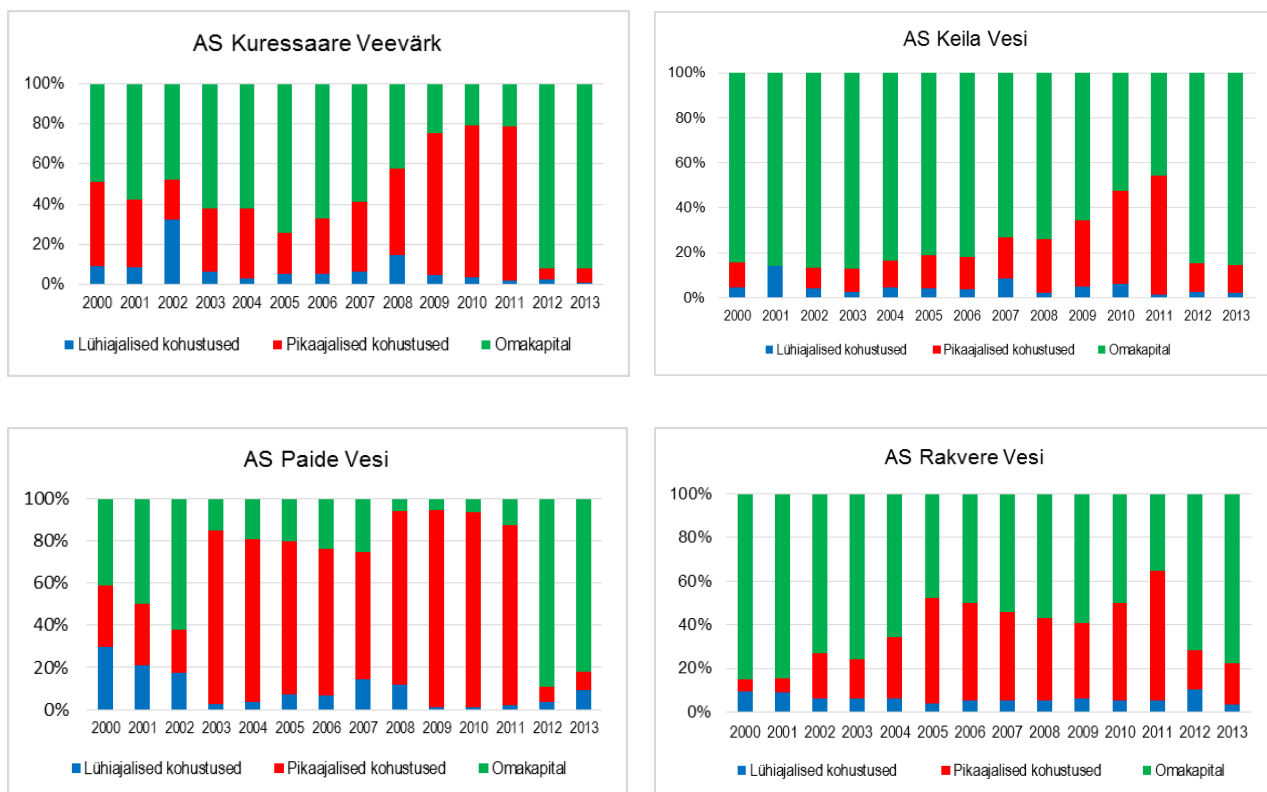 AS Kuressaare Veevärk
100%
80%
60%
40%
20%
0%
2000 2001 2002 2003 2004 2005 2006 2007 2008 2009 2010 2011 2012 2013
Lühiajalised kohustused Pikaajalised kohustused Omakapital
AS Keila Vesi
100%
80%
60%
40%
20%
0%
2000 2001 2002 2003 2004 2005 2006 2007 2008 2009 2010 2011 2012 2013
Lühiajalised kohustused Pikaajalised kohustused Omakapital
AS Paide Vesi
100%
80%
60%
40%
20%
0%
2000 2001 2002 2003 2004 2005 2006 2007 2008 2009 2010 2011 2012 2013
Lühiajalised kohustused Pikaajalised kohustused Omakapital
AS Rakvere Vesi
100%
80%
60%
40%
20%
0%
2000 2001 2002 2003 2004 2005 2006 2007 2008 2009 2010 2011 2012 2013
Lühiajalised kohustused Pikaajalised kohustused Omakapital